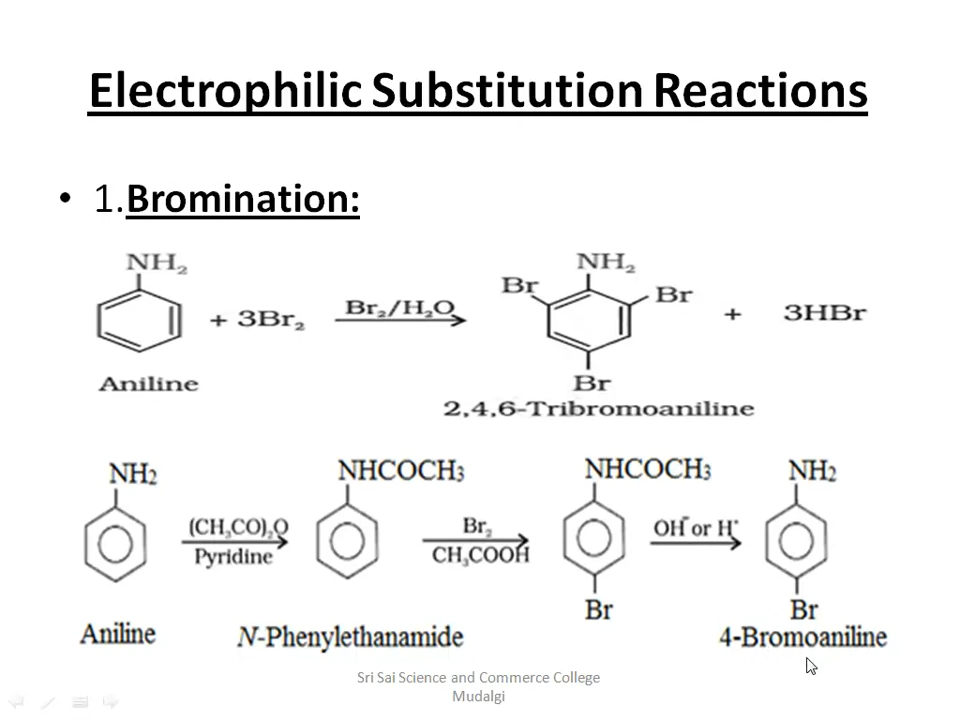 Electrophilic Substitution Reactions
• 1.Bromination:
NH₂ NH₂
Br Br
+ 3Br₂ Br₂/H₂O + 3HBr
Aniline Br
2,4,6-Tribromoaniline
NH₂ NHCOCH₃ NHCOCH₃ NH₂
(CH₃CO)₂O Br₂ OH⁻ or H⁺
Pyridine CH₃COOH
Br Br
Aniline N-Phenylethanamide 4-Bromoaniline
Sri Sai Science and Commerce College
Mudalgi